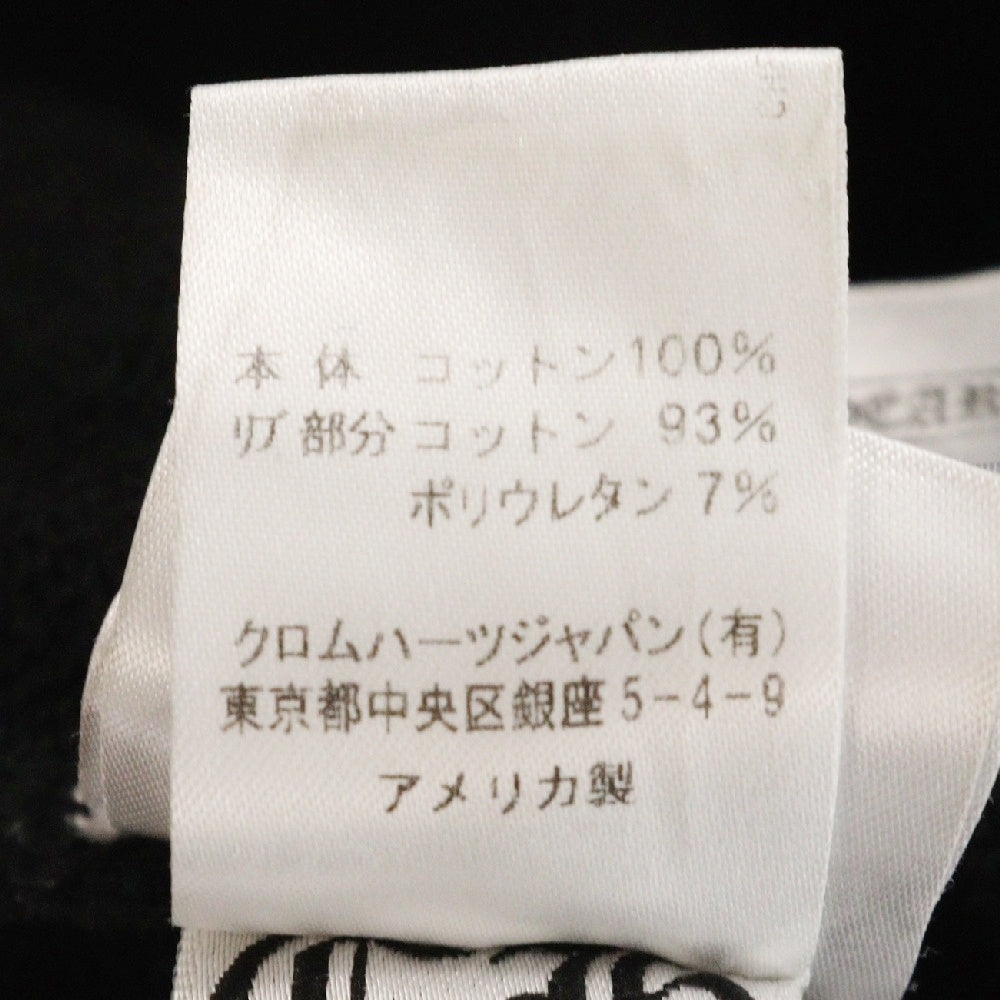 本 体 コットン100%
リブ部分 コットン 93%
ポリウレタン 7%
クロムハーツジャパン(有)
東京都中央区銀座5-4-9
アメリカ製